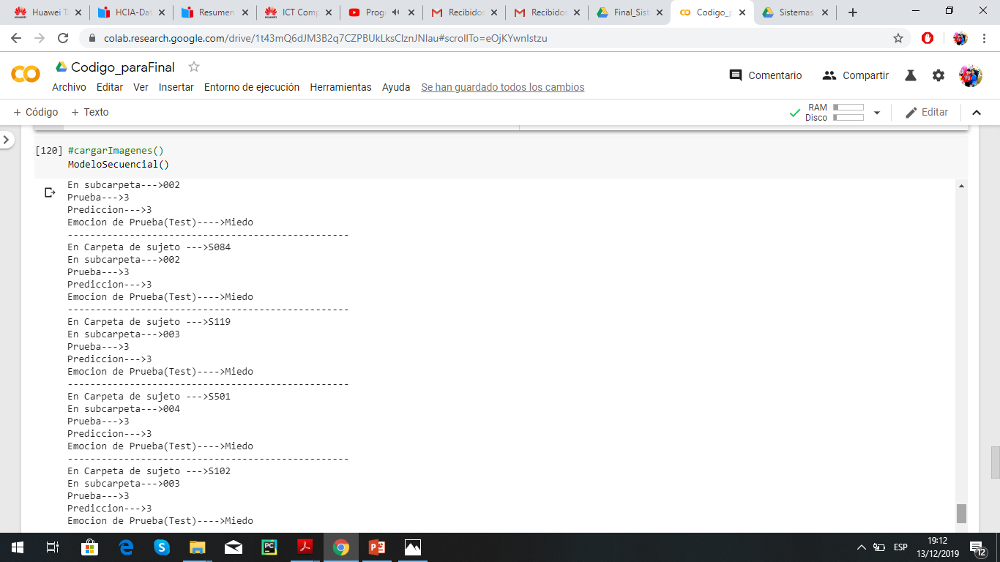 Huawei T
HCIA-Dat
Resumen
ICT Comp
Prog
Recibidos
Recibidos
Final_Sist
Codigo_p
Sistemas
colab.research.google.com/drive/1t43mQ6dJM3B2q7CZPBUkLksCIznJNIau#scrollTo=eOjKYwnIstzu
Codigo_paraFinal
Comentario
Compartir
Archivo Editar Ver Insertar Entorno de ejecución Herramientas Ayuda Se han guardado todos los cambios
+ Código + Texto
RAM
Disco
Editar
[120] #cargarImagenes()
ModeloSecuencial()
En subcarpeta--->002
Prueba--->3
Prediccion--->3
Emocion de Prueba(Test)---->Miedo
--------------------------------------------------
En Carpeta de sujeto --->S084
En subcarpeta--->002
Prueba--->3
Prediccion--->3
Emocion de Prueba(Test)---->Miedo
--------------------------------------------------
En Carpeta de sujeto --->S119
En subcarpeta--->003
Prueba--->3
Prediccion--->3
Emocion de Prueba(Test)---->Miedo
--------------------------------------------------
En Carpeta de sujeto --->S501
En subcarpeta--->004
Prueba--->3
Prediccion--->3
Emocion de Prueba(Test)---->Miedo
--------------------------------------------------
En Carpeta de sujeto --->S102
En subcarpeta--->003
Prueba--->3
Prediccion--->3
Emocion de Prueba(Test)---->Miedo
ESP
19:12
13/12/2019
12